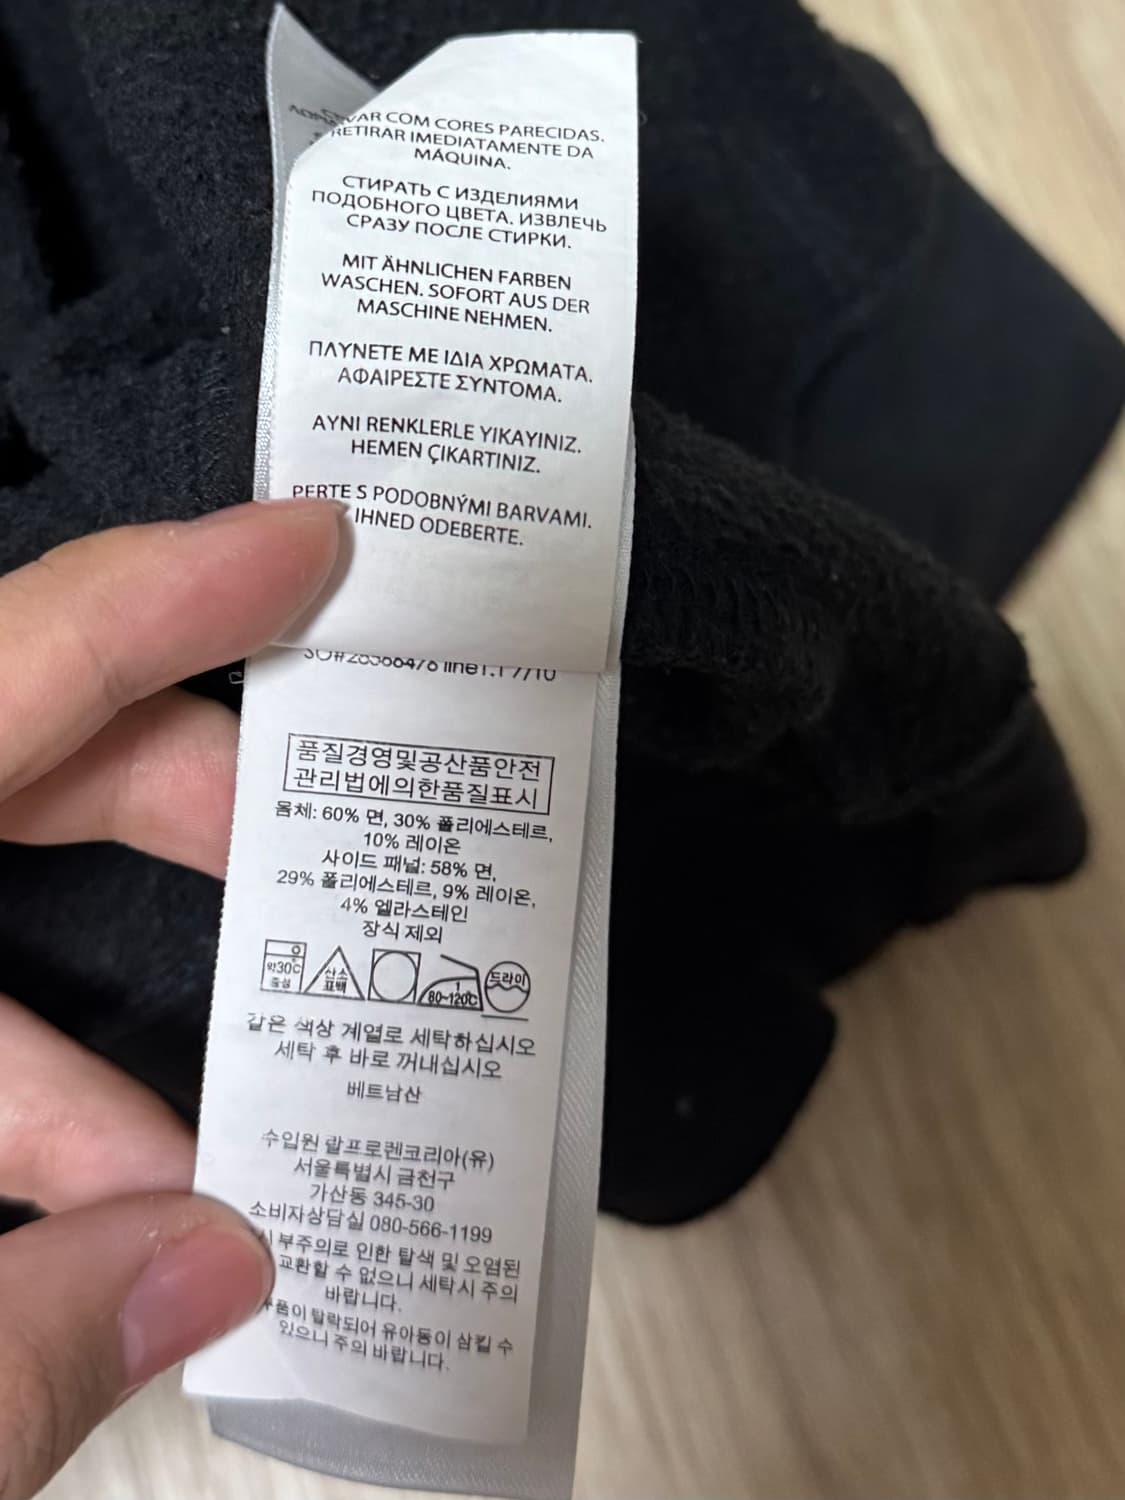 VAR COM CORES PARECIDAS.
RETIRAR IMEDIATAMENTE DA
MÁQUINA.
СТИРАТЬ С ИЗДЕЛИЯМИ
ПОДОБНОГО ЦВЕТА. ИЗВЛЕЧЬ
СРАЗУ ПОСЛЕ СТИРКИ.
MIT ÄHNLICHEN FARBEN
WASCHEN. SOFORT AUS DER
MASCHINE NEHMEN.
ΠΛΥΝΕΤΕ ΜΕ ΙΔΙΑ ΧΡΩΜΑΤΑ.
ΑΦΑΙΡΕΣΤΕ ΣΥΝΤΟΜΑ.
AYNI RENKLERLE YIKAYINIZ.
HEMEN ÇIKARTINIZ.
PERTE S PODOBNÝMI BARVAMI.
IHNED ODEBERTE.
품질경영및공산품안전
관리법에의한품질표시
몸체: 60% 면, 30% 폴리에스테르,
10% 레이온
사이드 패널: 58% 면,
29% 폴리에스테르, 9% 레이온,
4% 엘라스테인
장식 제외
약30℃ 중성 산소 표백 80~120℃ 드라이
같은 색상 계열로 세탁하십시오
세탁 후 바로 꺼내십시오
베트남산
수입원 랄프로렌코리아(유)
서울특별시 금천구
가산동 345-30
소비자상담실 080-566-1199
시 부주의로 인한 탈색 및 오염된
교환할 수 없으니 세탁시 주의
바랍니다.
탈락되어 유아동이 삼킬 수
있으니 주의 바랍니다.